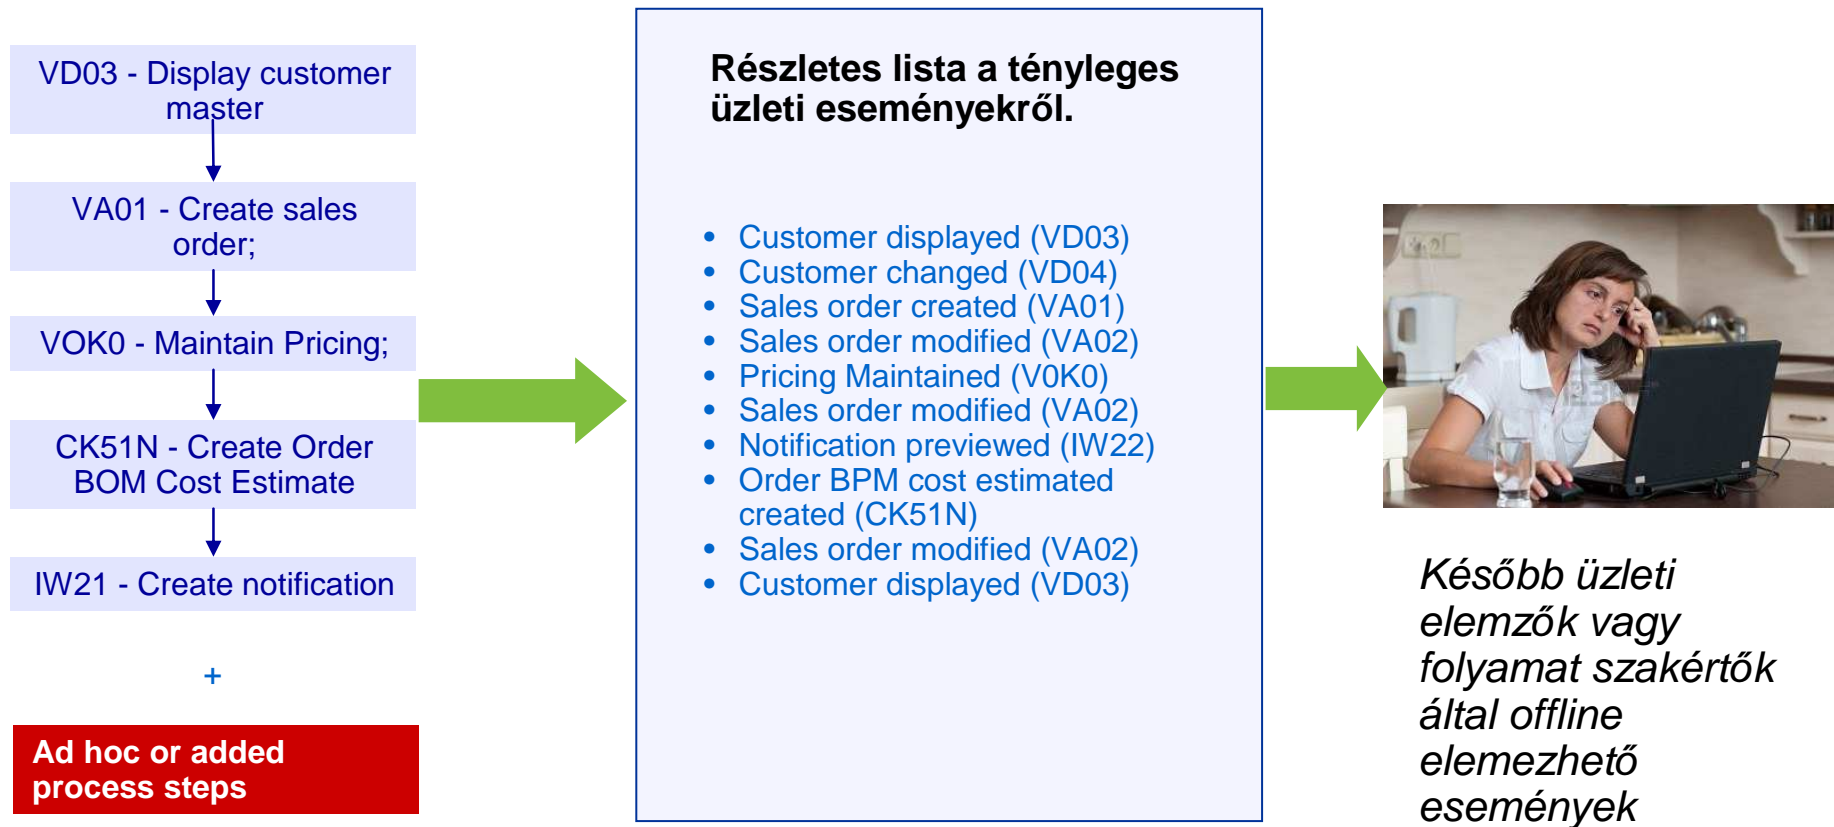 VD03 - Display customer
master
VA01 - Create sales
order;
VOK0 - Maintain Pricing;
CK51N - Create Order
BOM Cost Estimate
IW21 - Create notification
+
Ad hoc or added
process steps
Részletes lista a tényleges
üzleti eseményekről.
• Customer displayed (VD03)
• Customer changed (VD04)
• Sales order created (VA01)
• Sales order modified (VA02)
• Pricing Maintained (V0K0)
• Sales order modified (VA02)
• Notification previewed (IW22)
• Order BPM cost estimated
created (CK51N)
• Sales order modified (VA02)
• Customer displayed (VD03)
Később üzleti
elemzők vagy
folyamat szakértők
által offline
elemezhető
események